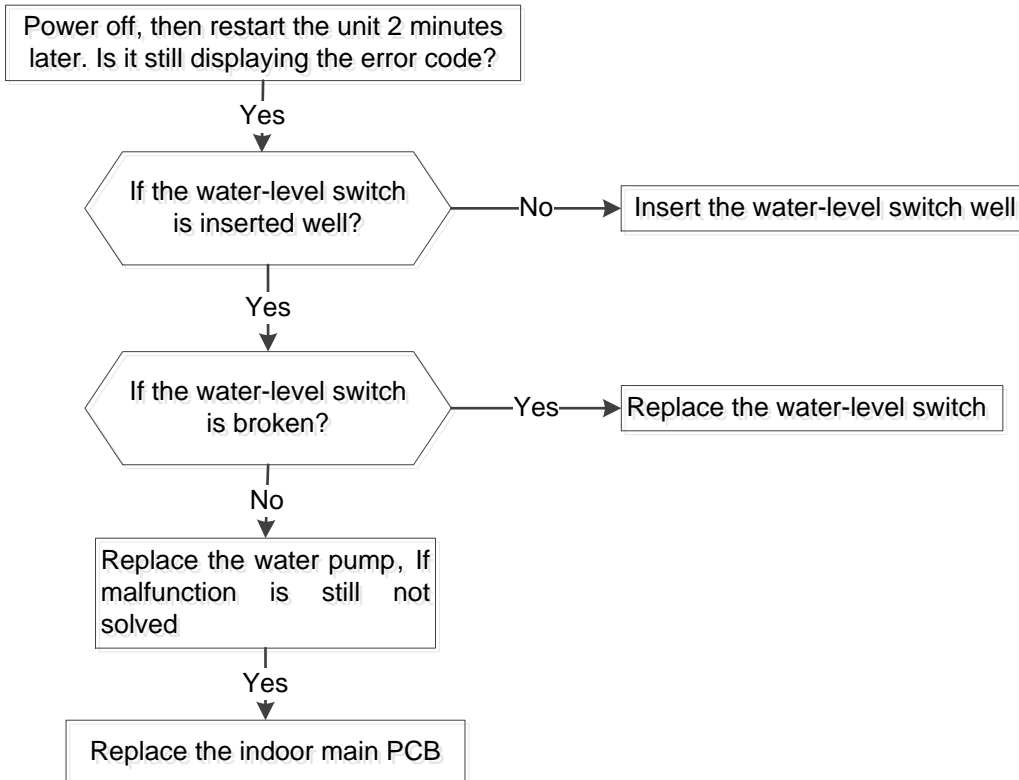 Power off, then restart the unit 2 minutes
later. Is it still displaying the error code?
Yes
If the water-level switch
is inserted well?
No
Insert the water-level switch well
Yes
If the water-level switch
is broken?
Yes
Replace the water-level switch
No
Replace the water pump, If
malfunction is still not
solved
Yes
Replace the indoor main PCB